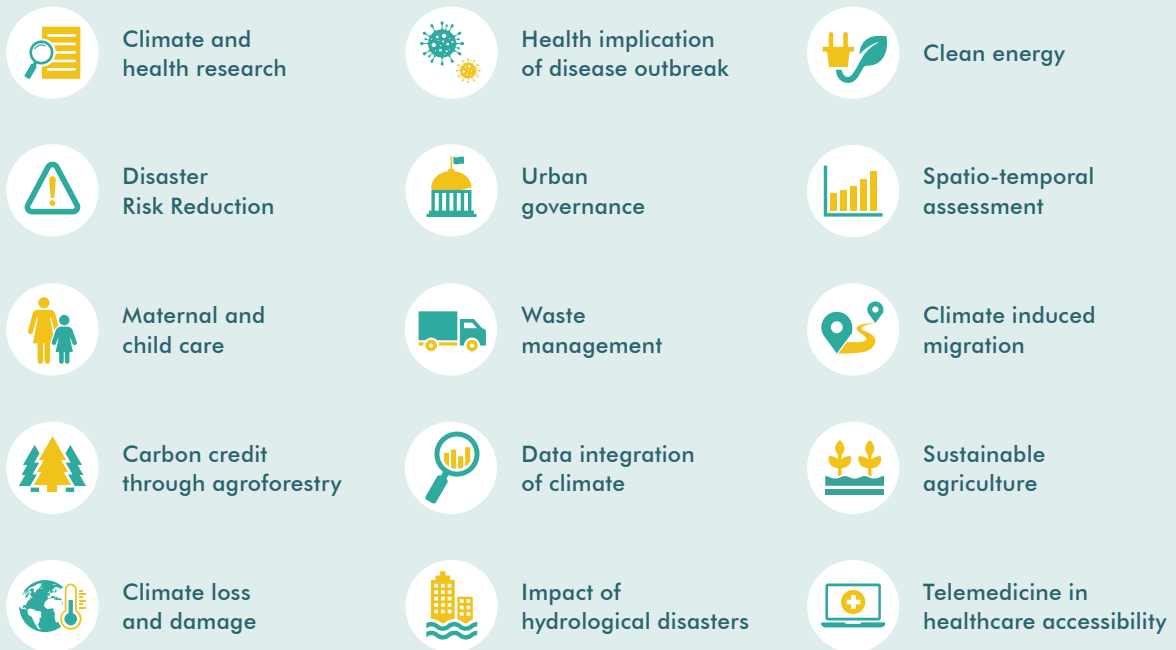 Climate and
health research
Health implication
of disease outbreak
Clean energy
Disaster
Risk Reduction
Urban
governance
Spatio-temporal
assessment
Maternal and
child care
Waste
management
Climate induced
migration
Carbon credit
through agroforestry
Data integration
of climate
Sustainable
agriculture
Climate loss
and damage
Impact of
hydrological disasters
Telemedicine in
healthcare accessibility